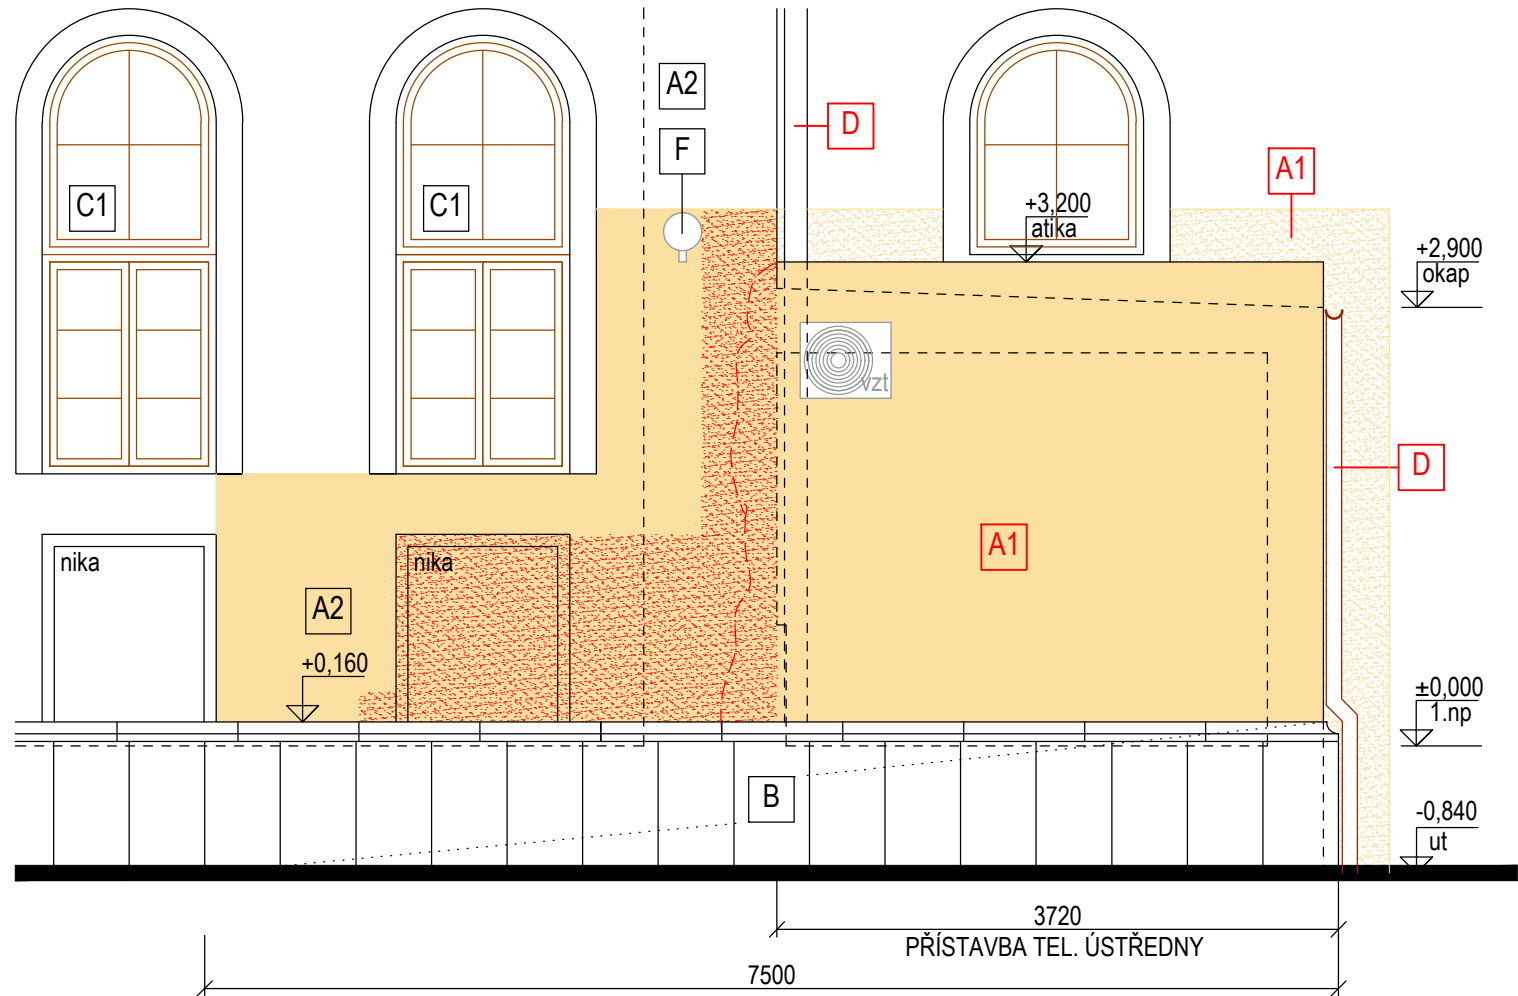 A2
D
F
A1
C1
C1
+3,200
atika
+2,900
okap
vzt
D
A1
nika
nika
A2
+0,160
±0,000
1.np
B
-0,840
ut
3720
PŘÍSTAVBA TEL. ÚSTŘEDNY
7500